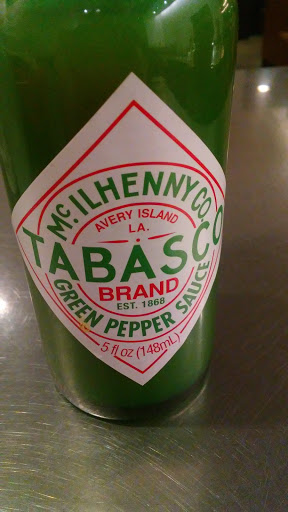 McILHENNY CO.
AVERY ISLAND
LA.
TABASCO
BRAND
EST. 1868
GREEN PEPPER SAUCE
5 fl oz (148mL)